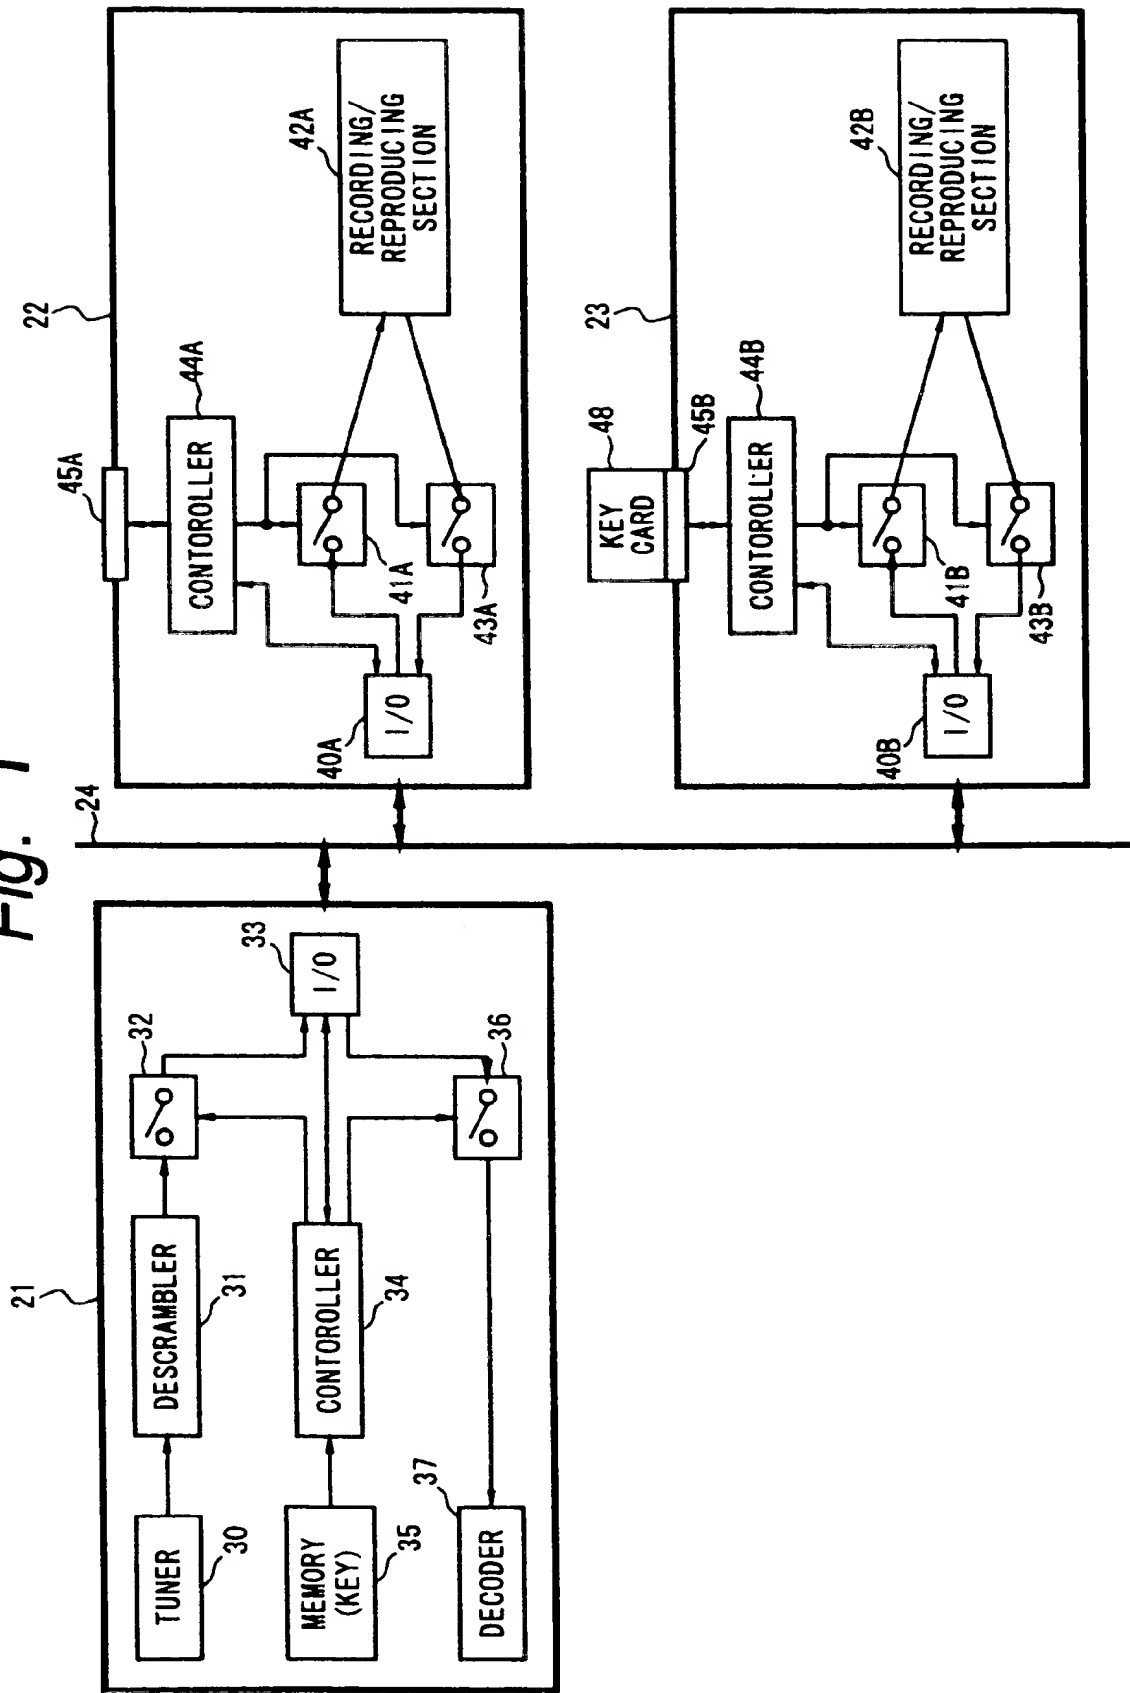 Fig. 1
21
TUNER
30
DESCRAMBLER
31
32
33
I/O
MEMORY
(KEY)
35
CONTOROLLER
34
36
DECODER
37
24
22
45A
CONTOROLLER
44A
40A
I/O
41A
43A
42A
RECORDING/
REPRODUCING
SECTION
23
KEY
CARD
48
45B
CONTOROLLER
44B
40B
I/O
41B
43B
42B
RECORDING/
REPRODUCING
SECTION